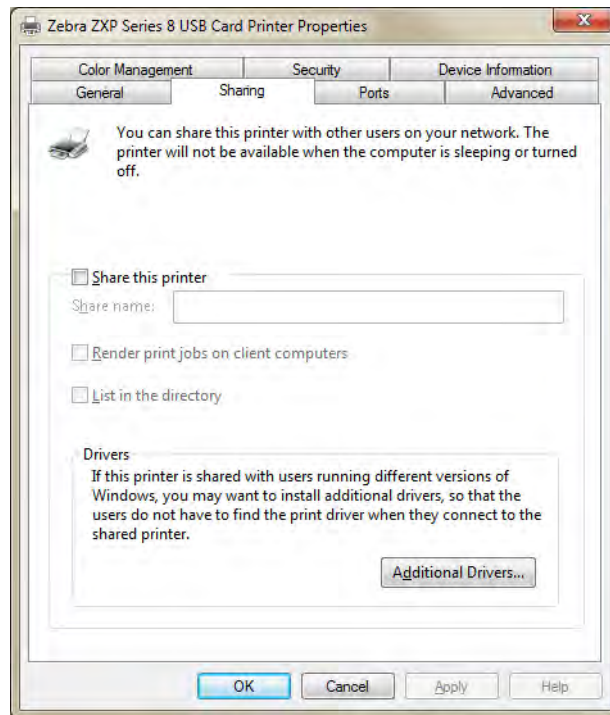 Zebra ZXP Series 8 USB Card Printer Properties
Color Management Security Device Information
General Sharing Ports Advanced
You can share this printer with other users on your network. The
printer will not be available when the computer is sleeping or turned
off.
Share this printer
Share name:
Render print jobs on client computers
List in the directory
Drivers
If this printer is shared with users running different versions of
Windows, you may want to install additional drivers, so that the
users do not have to find the print driver when they connect to the
shared printer.
Additional Drivers...
OK Cancel Apply Help